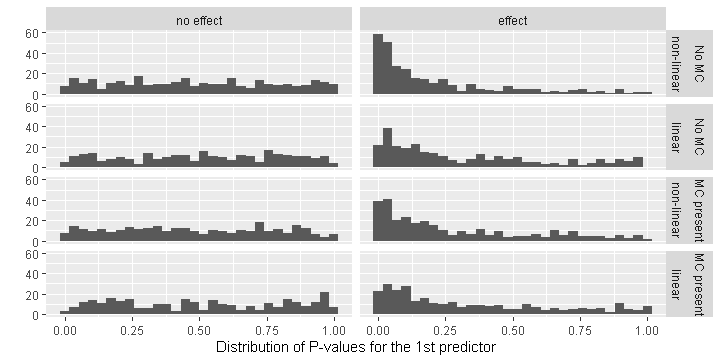 no effect
effect
60
40
20
0
No MC
non-linear
60
40
20
0
No MC
linear
60
40
20
0
MC present
non-linear
60
40
20
0
MC present
linear
0.00 0.25 0.50 0.75 1.00
0.00 0.25 0.50 0.75 1.00
Distribution of P-values for the 1st predictor